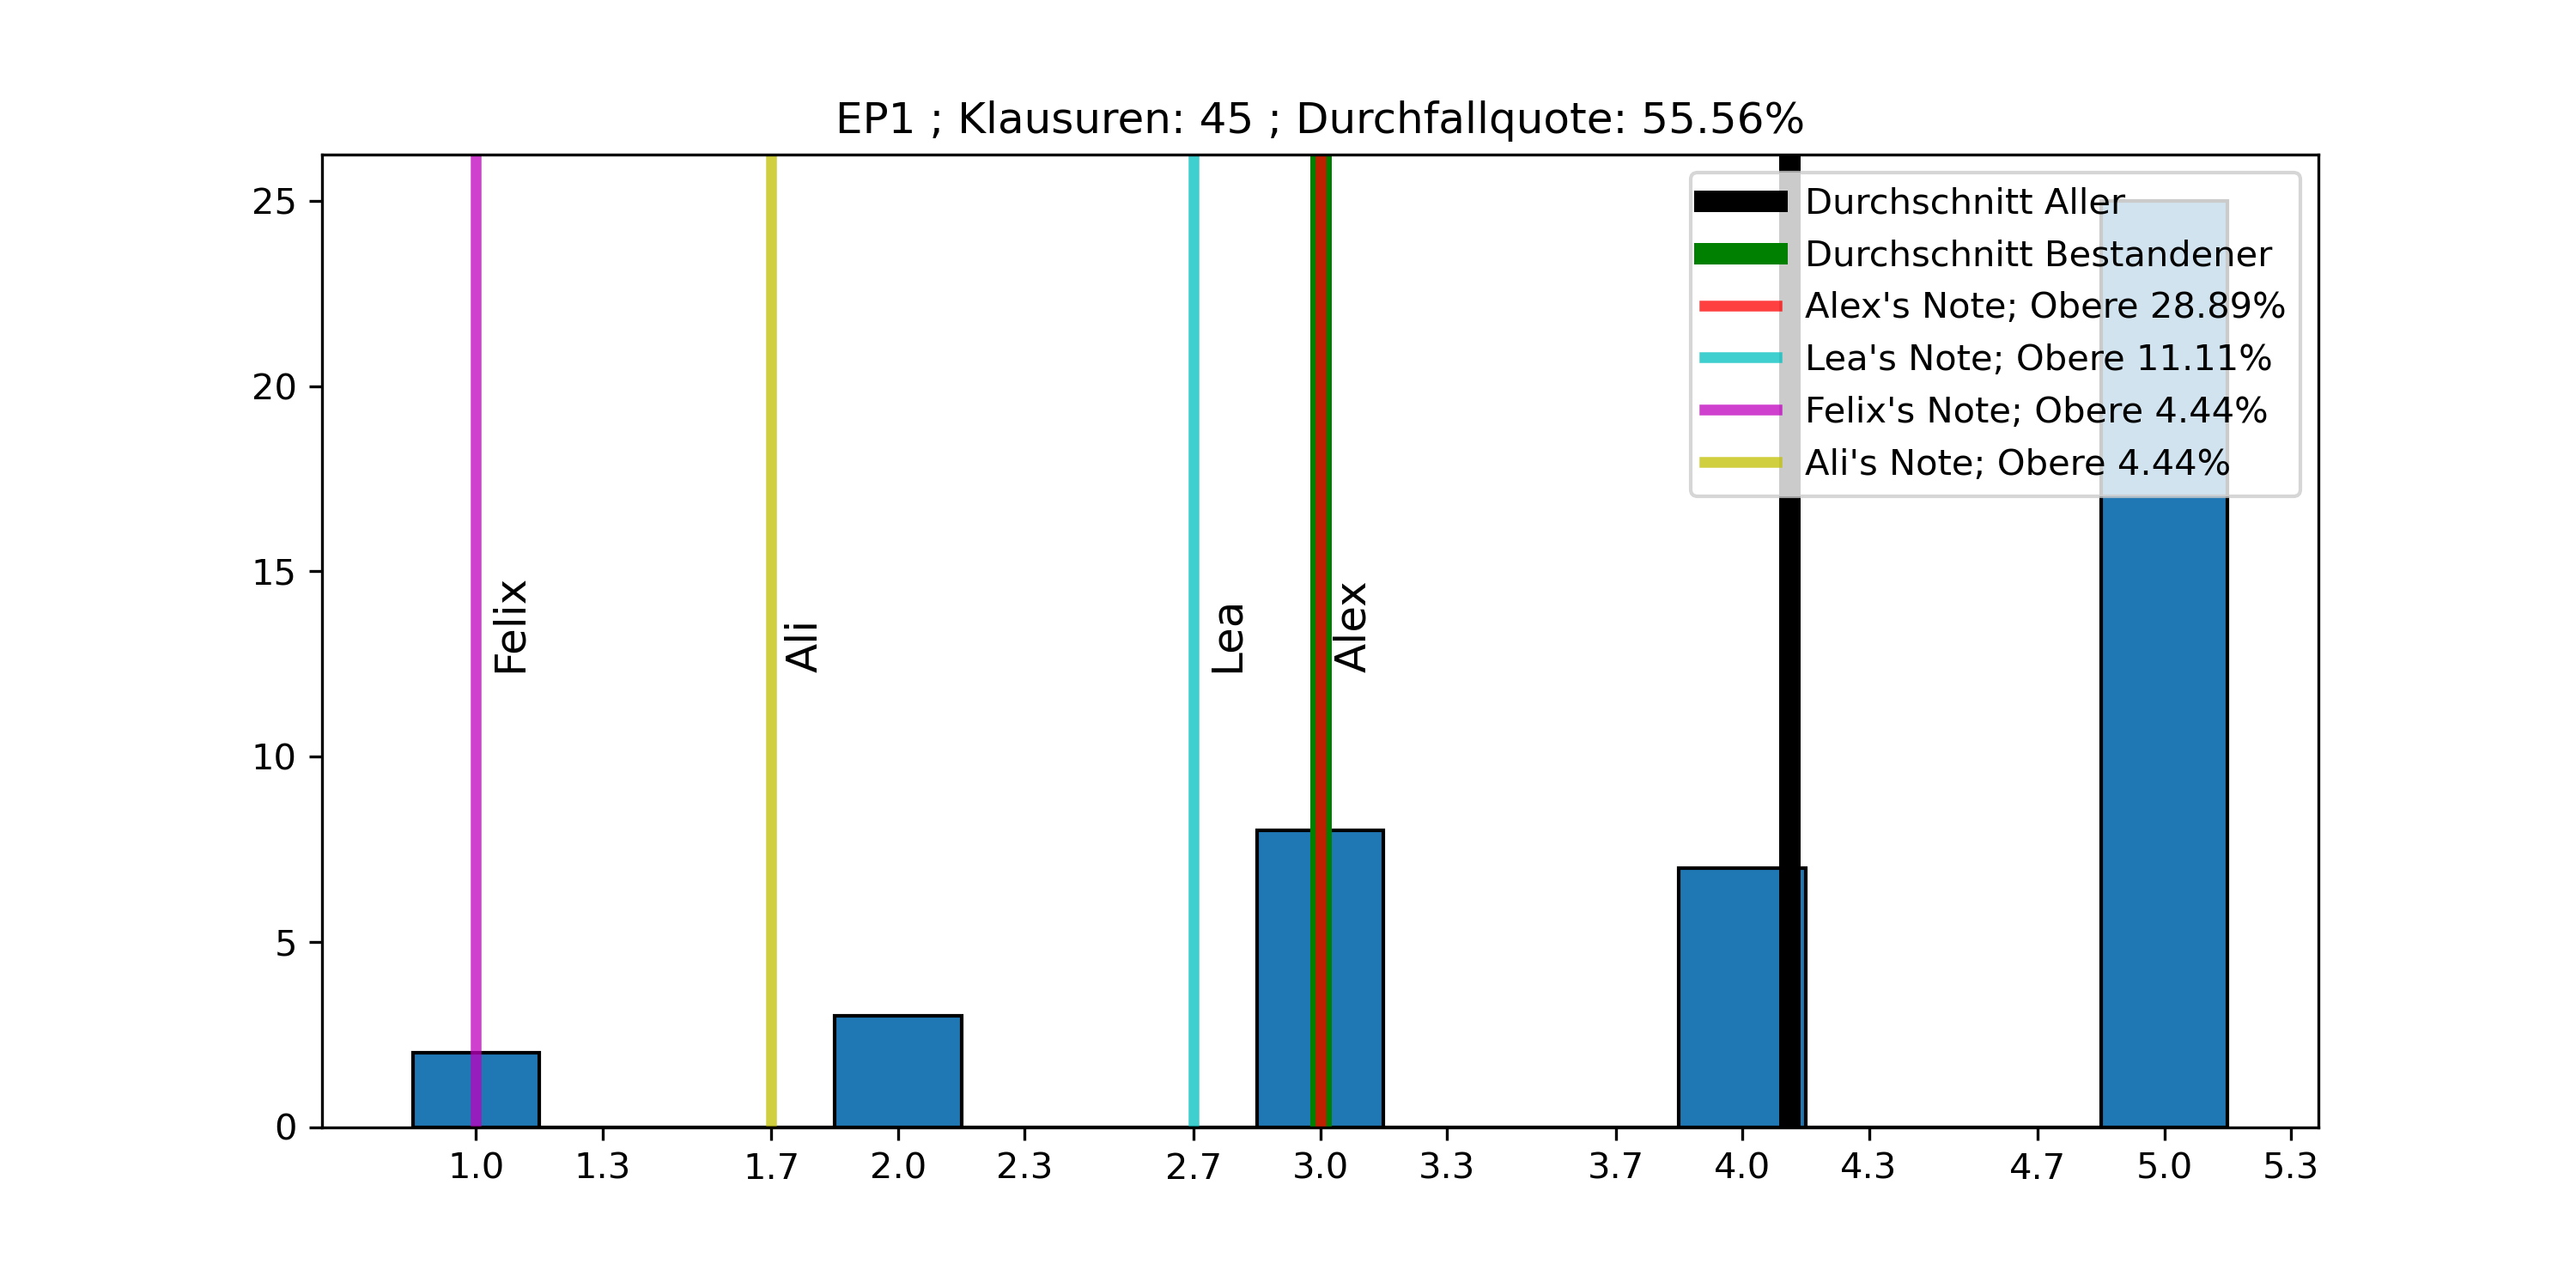 EP1 ; Klausuren: 45 ; Durchfallquote: 55.56%
25
20
15
10
5
0
Durchschnitt Aller
Durchschnitt Bestandener
Alex's Note; Obere 28.89%
Lea's Note; Obere 11.11%
Felix's Note; Obere 4.44%
Ali's Note; Obere 4.44%
Felix
Ali
Lea
Alex
1.0 1.3 1.7 2.0 2.3 2.7 3.0 3.3 3.7 4.0 4.3 4.7 5.0 5.3